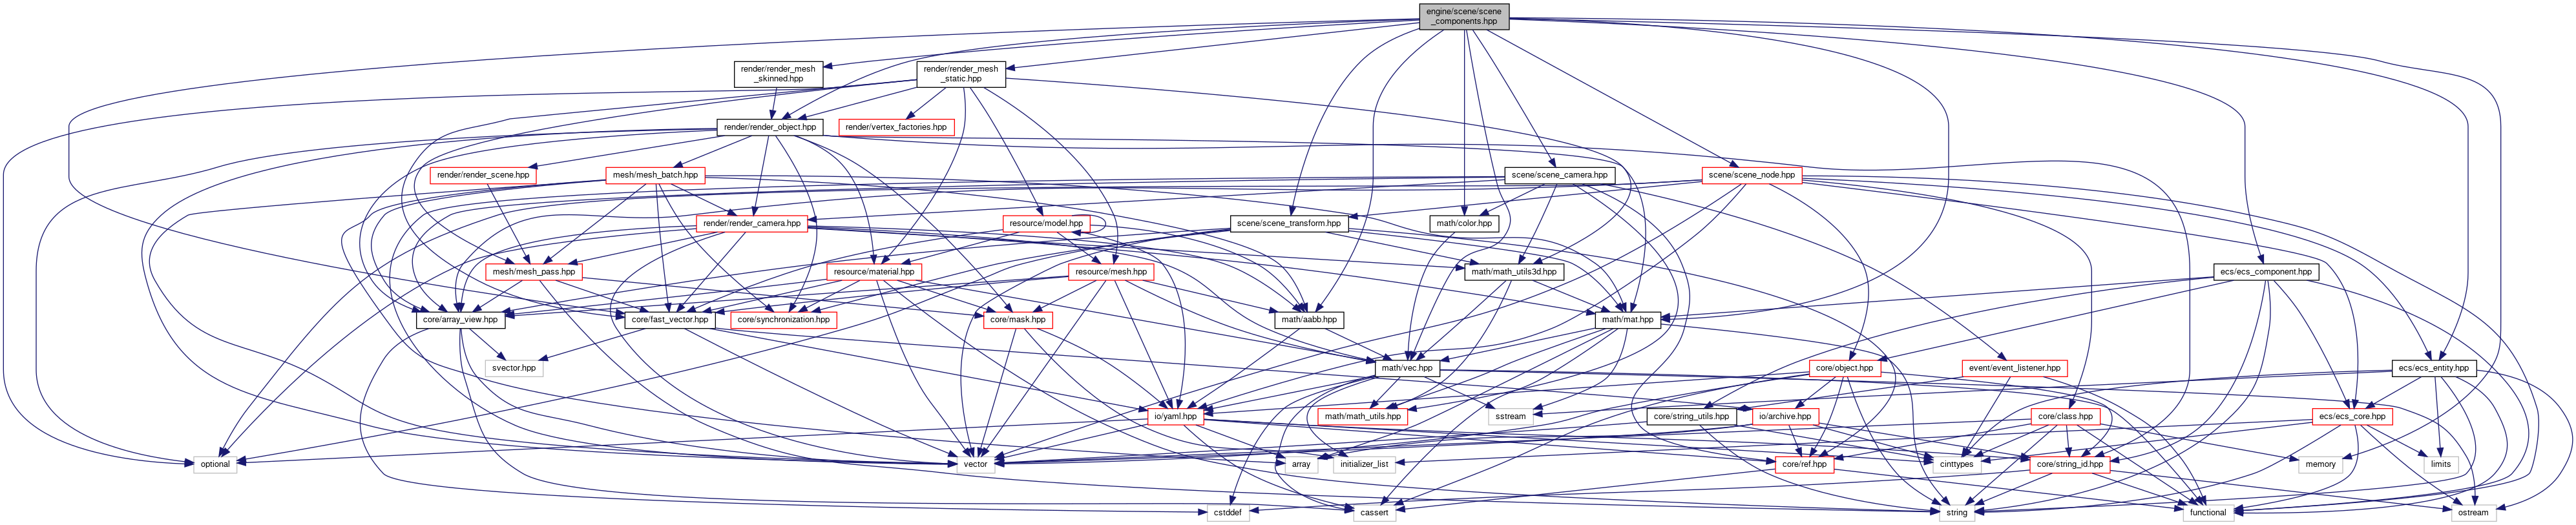 engine/scene/scene
_components.hpp
render/render_mesh
_skinned.hpp
render/render_mesh
_static.hpp
render/render_object.hpp
render/vertex_factories.hpp
render/render_scene.hpp
mesh/mesh_batch.hpp
scene/scene_camera.hpp
scene/scene_node.hpp
render/render_camera.hpp
resource/model.hpp
scene/scene_transform.hpp
math/color.hpp
mesh/mesh_pass.hpp
resource/material.hpp
resource/mesh.hpp
math/math_utils3d.hpp
ecs/ecs_component.hpp
core/array_view.hpp
core/fast_vector.hpp
core/synchronization.hpp
core/mask.hpp
math/aabb.hpp
math/mat.hpp
svector.hpp
math/vec.hpp
core/object.hpp
event/event_listener.hpp
ecs/ecs_entity.hpp
io/yaml.hpp
math/math_utils.hpp
sstream
core/string_utils.hpp
io/archive.hpp
core/class.hpp
ecs/ecs_core.hpp
optional
vector
array
initializer_list
core/ref.hpp
cinttypes
core/string_id.hpp
memory
limits
cstddef
cassert
string
functional
ostream